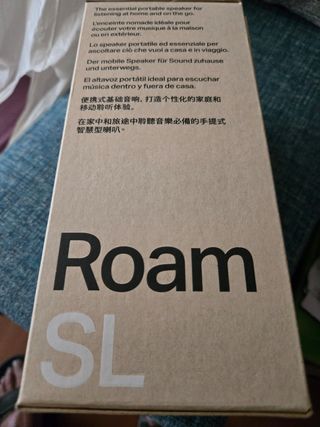 The essential portable speaker for
listening at home and on the go.
L'enceinte nomade idéale pour
écouter votre musique à la maison
ou en extérieur.
Lo speaker portatile ed essenziale per
ascoltare ciò che vuoi a casa e in viaggio.
Der mobile Speaker für Sound zuhause
und unterwegs.
El altavoz portátil ideal para escuchar
música dentro y fuera de casa.
便携式基础音响，打造个性化的家庭和
移动聆听体验。
在家中和旅途中聆聽音樂必備的手提式
智慧型喇叭。
Roam
SL